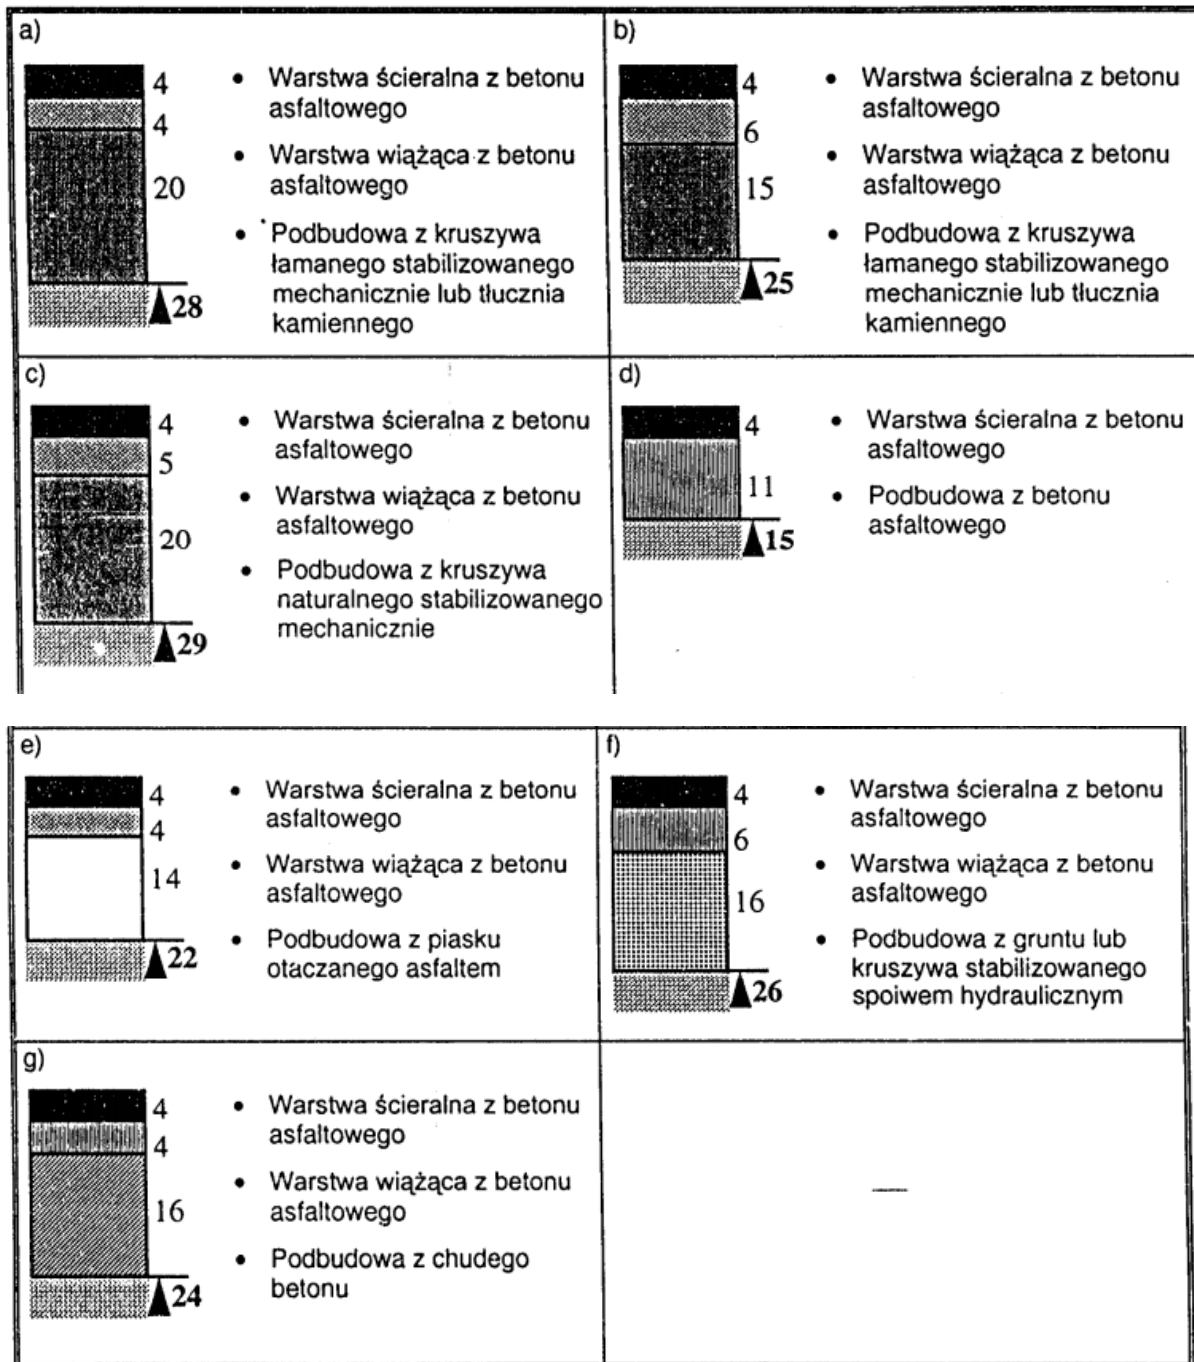 a)
4
4
20
28
• Warstwa ścieralna z betonu
asfaltowego
• Warstwa wiążąca z betonu
asfaltowego
• Podbudowa z kruszywa
łamanego stabilizowanego
mechanicznie lub tłucznia
kamiennego
b)
4
6
15
25
• Warstwa ścieralna z betonu
asfaltowego
• Warstwa wiążąca z betonu
asfaltowego
• Podbudowa z kruszywa
łamanego stabilizowanego
mechanicznie lub tłucznia
kamiennego
c)
4
5
20
29
• Warstwa ścieralna z betonu
asfaltowego
• Warstwa wiążąca z betonu
asfaltowego
• Podbudowa z kruszywa
naturalnego stabilizowanego
mechanicznie
d)
4
11
15
• Warstwa ścieralna z betonu
asfaltowego
• Podbudowa z betonu
asfaltowego
e)
4
4
14
22
• Warstwa ścieralna z betonu
asfaltowego
• Warstwa wiążąca z betonu
asfaltowego
• Podbudowa z piasku
otaczanego asfaltem
f)
4
6
16
26
• Warstwa ścieralna z betonu
asfaltowego
• Warstwa wiążąca z betonu
asfaltowego
• Podbudowa z gruntu lub
kruszywa stabilizowanego
spoiwem hydraulicznym
g)
4
4
16
24
• Warstwa ścieralna z betonu
asfaltowego
• Warstwa wiążąca z betonu
asfaltowego
• Podbudowa z chudego
betonu